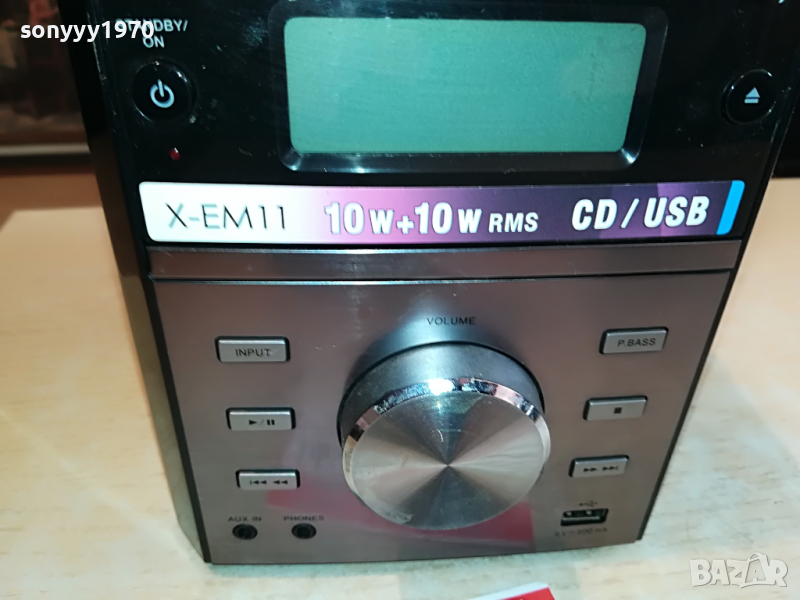 sonyyy1970
STANDBY/
ON
X-EM11 10W+10W RMS CD/USB
VOLUME
INPUT
P.BASS
AUX IN
PHONES
BAZAR